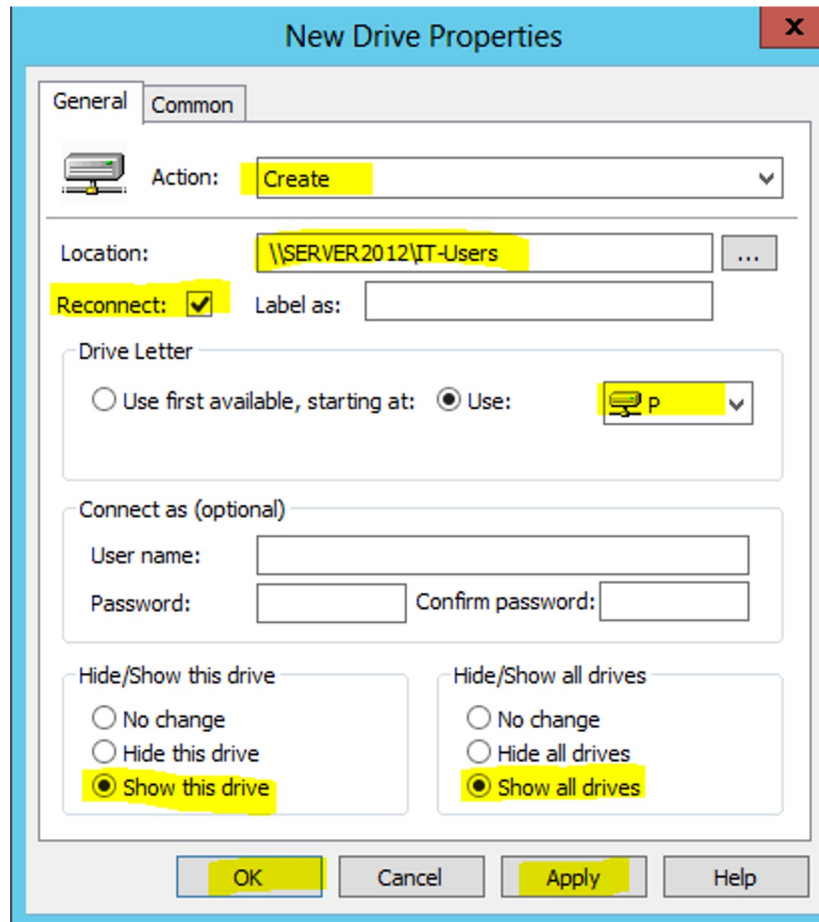 New Drive Properties
x
General Common
Action: Create
Location: \\SERVER2012\IT-Users ...
Reconnect: Label as:
Drive Letter
Use first available, starting at: Use: P
Connect as (optional)
User name:
Password: Confirm password:
Hide/Show this drive Hide/Show all drives
No change No change
Hide this drive Hide all drives
Show this drive Show all drives
OK Cancel Apply Help